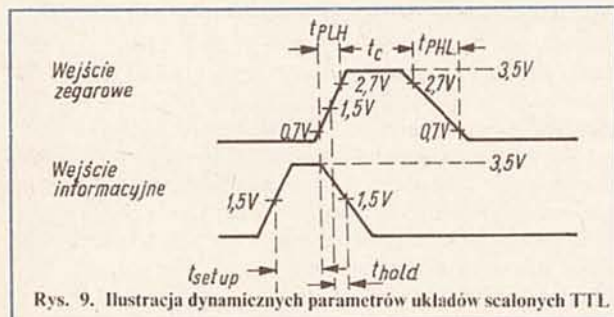 tPLH
tc
tPHL
Wejście
zegarowe
3,5V
2,7V
2,7V
1,5V
0,7V
0,7V
Wejście
informacyjne
3,5V
1,5V
1,5V
tsetup
thold
Rys. 9. Ilustracja dynamicznych parametrów układów scalonych TTL